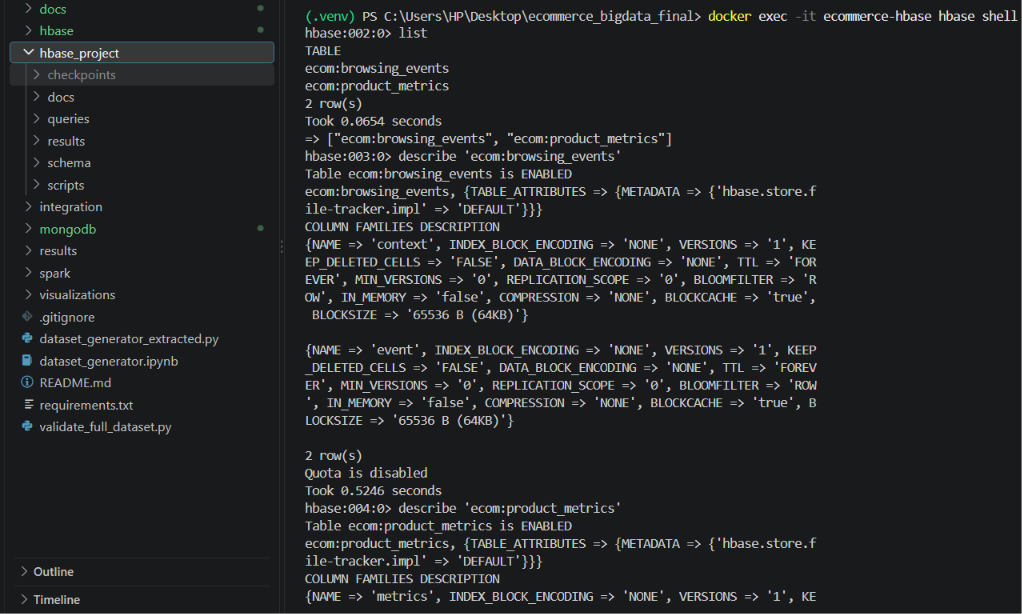 docs
hbase
hbase_project
checkpoints
docs
queries
results
schema
scripts
integration
mongodb
results
spark
visualizations
.gitignore
dataset_generator_extracted.py
dataset_generator.ipynb
README.md
requirements.txt
validate_full_dataset.py
Outline
Timeline
(.venv) PS C:\Users\HP\Desktop\ecommerce_bigdata_final> docker exec -it ecommerce-hbase hbase shell
hbase:002:0> list
TABLE
ecom:browsing_events
ecom:product_metrics
2 row(s)
Took 0.0654 seconds
=> ["ecom:browsing_events", "ecom:product_metrics"]
hbase:003:0> describe 'ecom:browsing_events'
Table ecom:browsing_events is ENABLED
ecom:browsing_events, {TABLE_ATTRIBUTES => {METADATA => {'hbase.store.f
ile-tracker.impl' => 'DEFAULT'}}}
COLUMN FAMILIES DESCRIPTION
{NAME => 'context', INDEX_BLOCK_ENCODING => 'NONE', VERSIONS => '1', KE
EP_DELETED_CELLS => 'FALSE', DATA_BLOCK_ENCODING => 'NONE', TTL => 'FOR
EVER', MIN_VERSIONS => '0', REPLICATION_SCOPE => '0', BLOOMFILTER => 'R
OW', IN_MEMORY => 'false', COMPRESSION => 'NONE', BLOCKCACHE => 'true',
BLOCKSIZE => '65536 B (64KB)'}
{NAME => 'event', INDEX_BLOCK_ENCODING => 'NONE', VERSIONS => '1', KEEP
_DELETED_CELLS => 'FALSE', DATA_BLOCK_ENCODING => 'NONE', TTL => 'FOREV
ER', MIN_VERSIONS => '0', REPLICATION_SCOPE => '0', BLOOMFILTER => 'ROW
', IN_MEMORY => 'false', COMPRESSION => 'NONE', BLOCKCACHE => 'true', B
LOCKSIZE => '65536 B (64KB)'}
2 row(s)
Quota is disabled
Took 0.5246 seconds
hbase:004:0> describe 'ecom:product_metrics'
Table ecom:product_metrics is ENABLED
ecom:product_metrics, {TABLE_ATTRIBUTES => {METADATA => {'hbase.store.f
ile-tracker.impl' => 'DEFAULT'}}}
COLUMN FAMILIES DESCRIPTION
{NAME => 'metrics', INDEX_BLOCK_ENCODING => 'NONE', VERSIONS => '1', KE